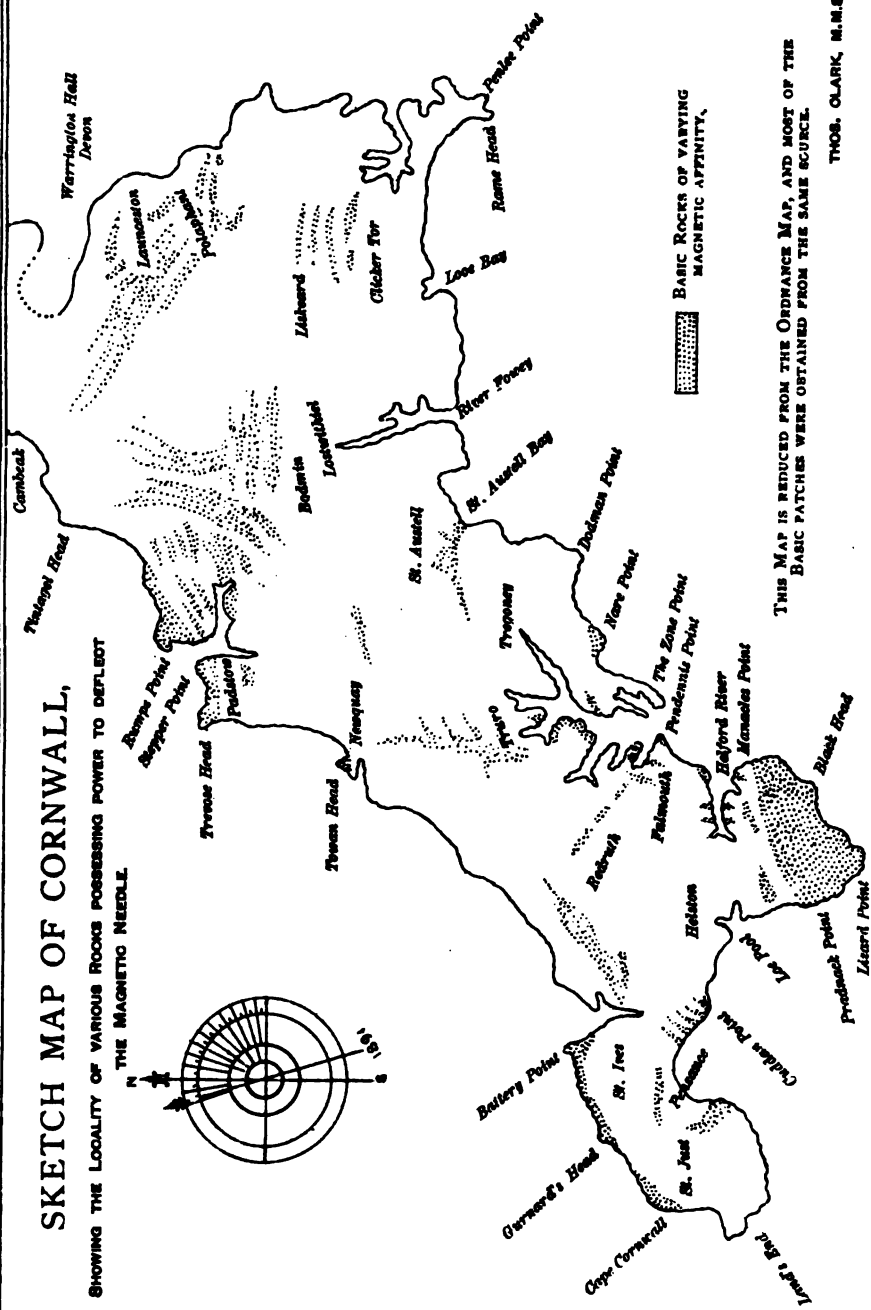 SKETCH MAP OF CORNWALL,
SHOWING THE LOCALITY OF VARIOUS ROCKS POSSESSING POWER TO DEFLECT
THE MAGNETIC NEEDLE.
N
S
1891
Cambeak
Tintagel Head
Rumps Point
Stepper Point
Trevose Head
Padstow
Towan Head
Newquay
Warrington Hall
Devon
Launceston
Polyphant
Liskeard
Clicker Tor
Bodmin
Lostwithiel
St. Austell
Looe Bay
Rame Head
Penlee Point
River Fowey
St. Austell Bay
Dodman Point
Tregoney
Nare Point
Truro
The Zone Point
Pendennis Point
Falmouth
Redruth
Helford River
Manacles Point
Black Head
Helston
Loe Pool
Pradnack Point
Lizard Point
Cuddan Point
Penzance
Battery Point
St. Ives
Gurnard's Head
St. Just
Cape Cornwall
Land's End
BASIC ROCKS OF VARYING
MAGNETIC AFFINITY.
THIS MAP IS REDUCED FROM THE ORDNANCE MAP, AND MOST OF THE
BASIC PATCHES WERE OBTAINED FROM THE SAME SOURCE.
THOS. CLARK,